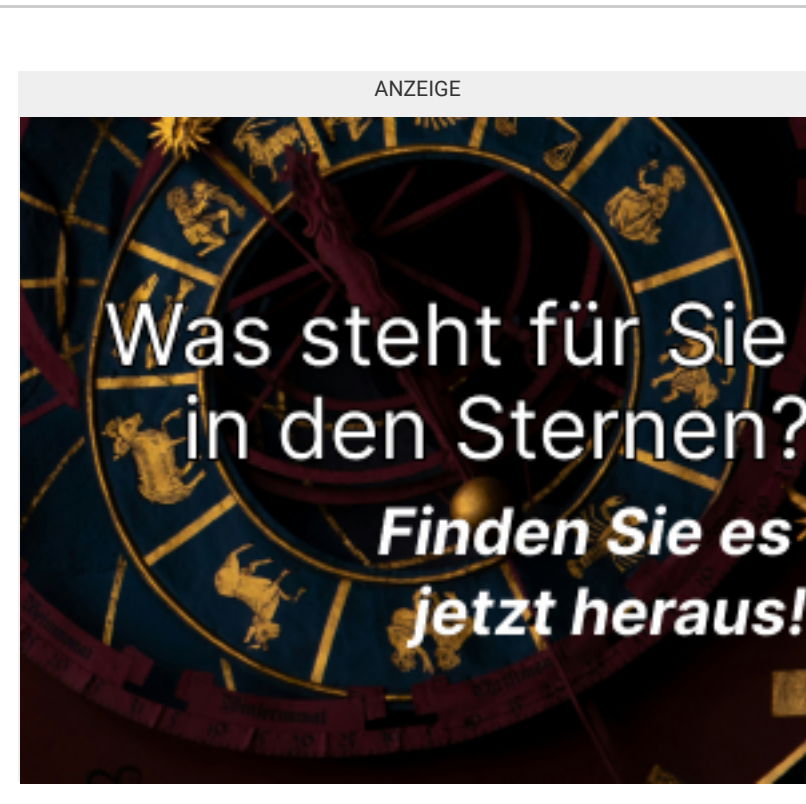 ANZEIGE
Was steht für Sie
in den Sternen?
Finden Sie es
jetzt heraus!